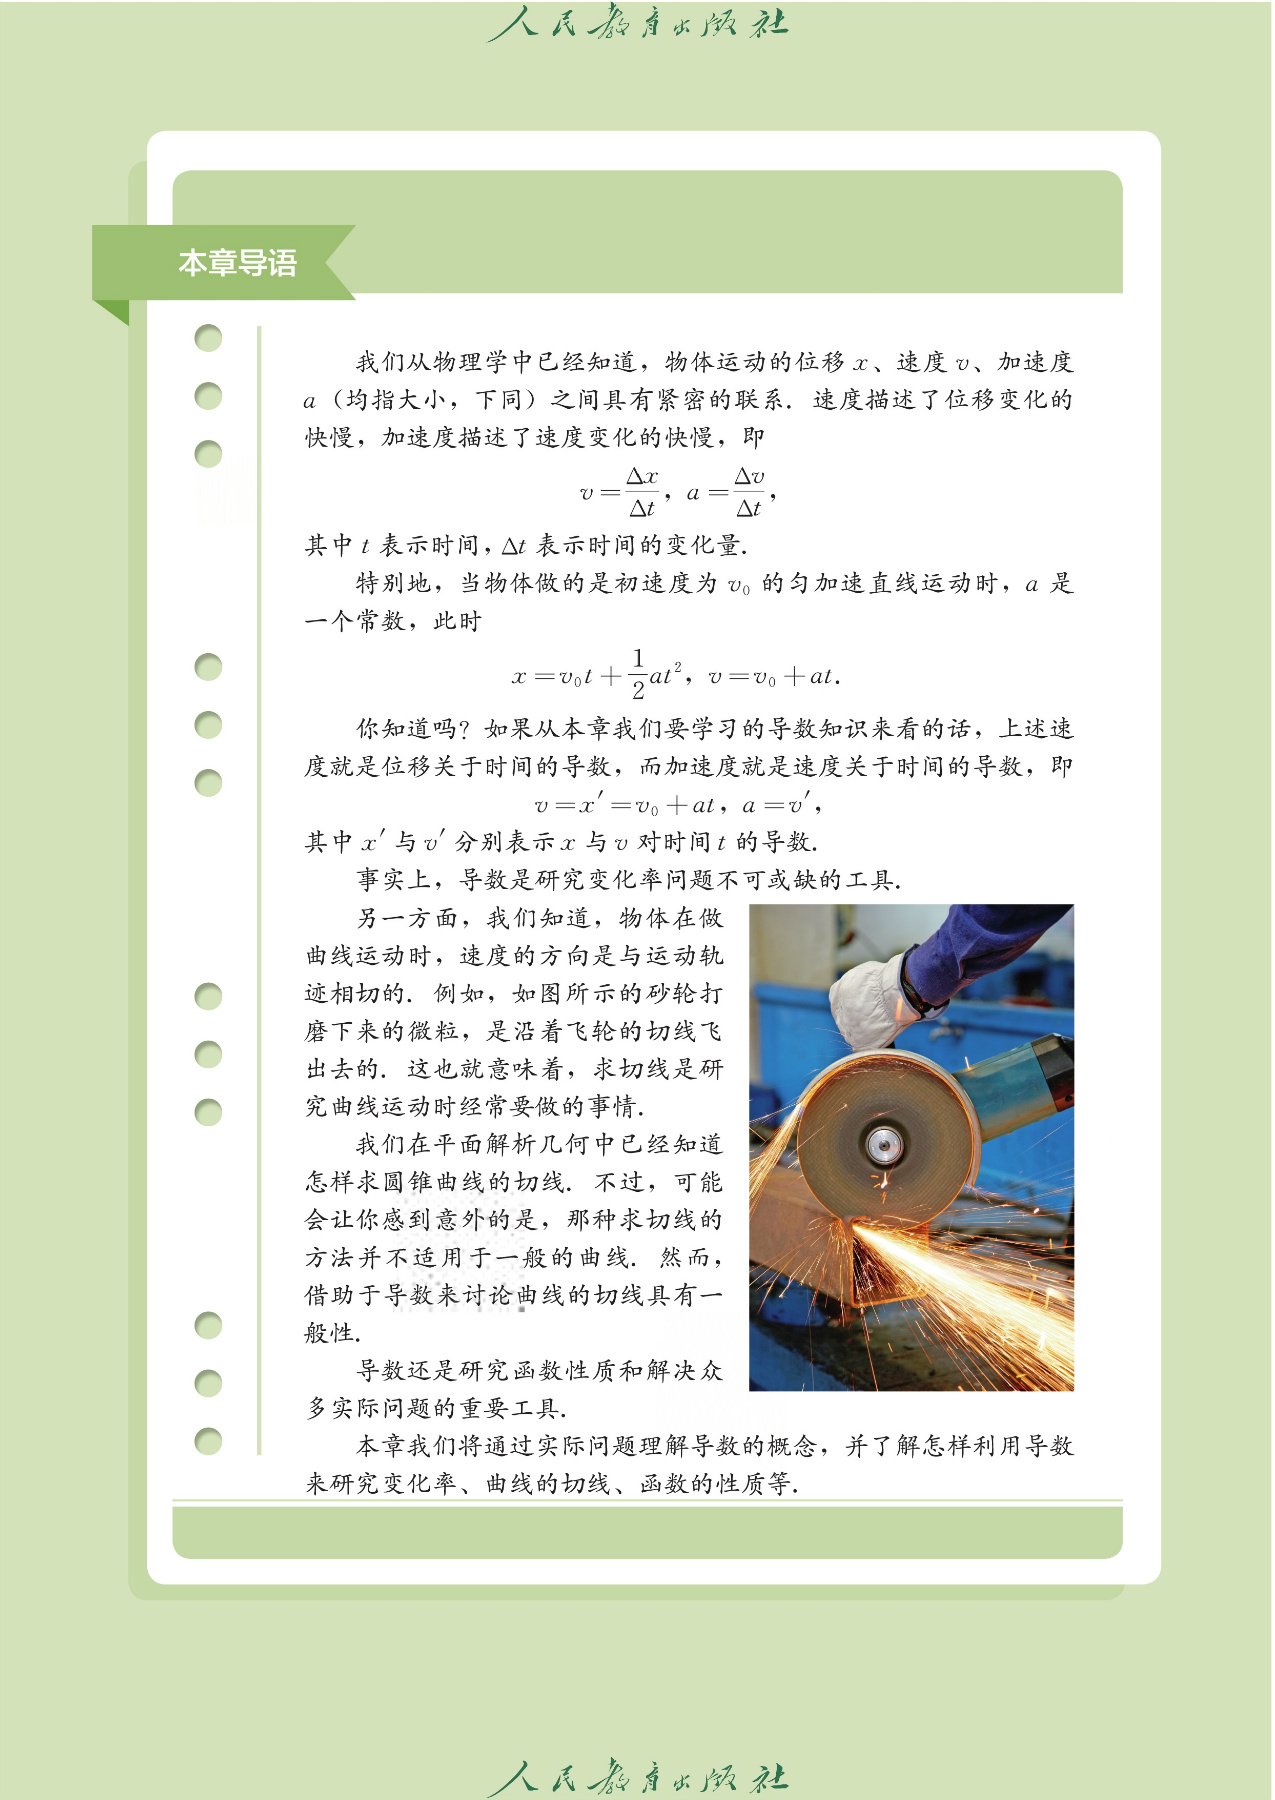 人民教育出版社
本章导语
我们从物理学中已经知道，物体运动的位移 x、速度 v、加速度
a（均指大小，下同）之间具有紧密的联系．速度描述了位移变化的
快慢，加速度描述了速度变化的快慢，即
v=Δx/Δt，a=Δv/Δt，
其中 t 表示时间，Δt 表示时间的变化量．
特别地，当物体做的是初速度为 v₀ 的匀加速直线运动时，a 是
一个常数，此时
x=v₀t+1/2at²，v=v₀+at．
你知道吗？如果从本章我们要学习的导数知识来看的话，上述速
度就是位移关于时间的导数，而加速度就是速度关于时间的导数，即
v=x′=v₀+at，a=v′，
其中 x′ 与 v′ 分别表示 x 与 v 对时间 t 的导数．
事实上，导数是研究变化率问题不可或缺的工具．
另一方面，我们知道，物体在做
曲线运动时，速度的方向是与运动轨
迹相切的．例如，如图所示的砂轮打
磨下来的微粒，是沿着飞轮的切线飞
出去的．这也就意味着，求切线是研
究曲线运动时经常要做的事情．
我们在平面解析几何中已经知道
怎样求圆锥曲线的切线．不过，可能
会让你感到意外的是，那种求切线的
方法并不适用于一般的曲线．然而，
借助于导数来讨论曲线的切线具有一
般性．
导数还是研究函数性质和解决众
多实际问题的重要工具．
本章我们将通过实际问题理解导数的概念，并了解怎样利用导数
来研究变化率、曲线的切线、函数的性质等．
人民教育出版社